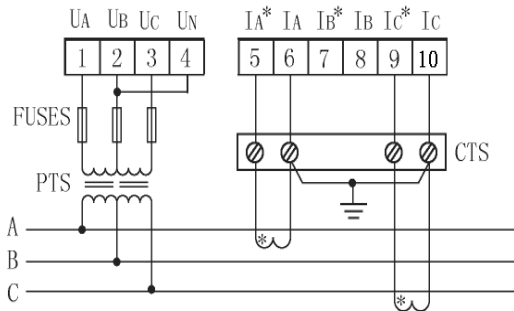 UA UB UC UN IA* IA IB* IB IC* IC
1 2 3 4 5 6 7 8 9 10
FUSES
CTS
PTS
A
*
B
C
*